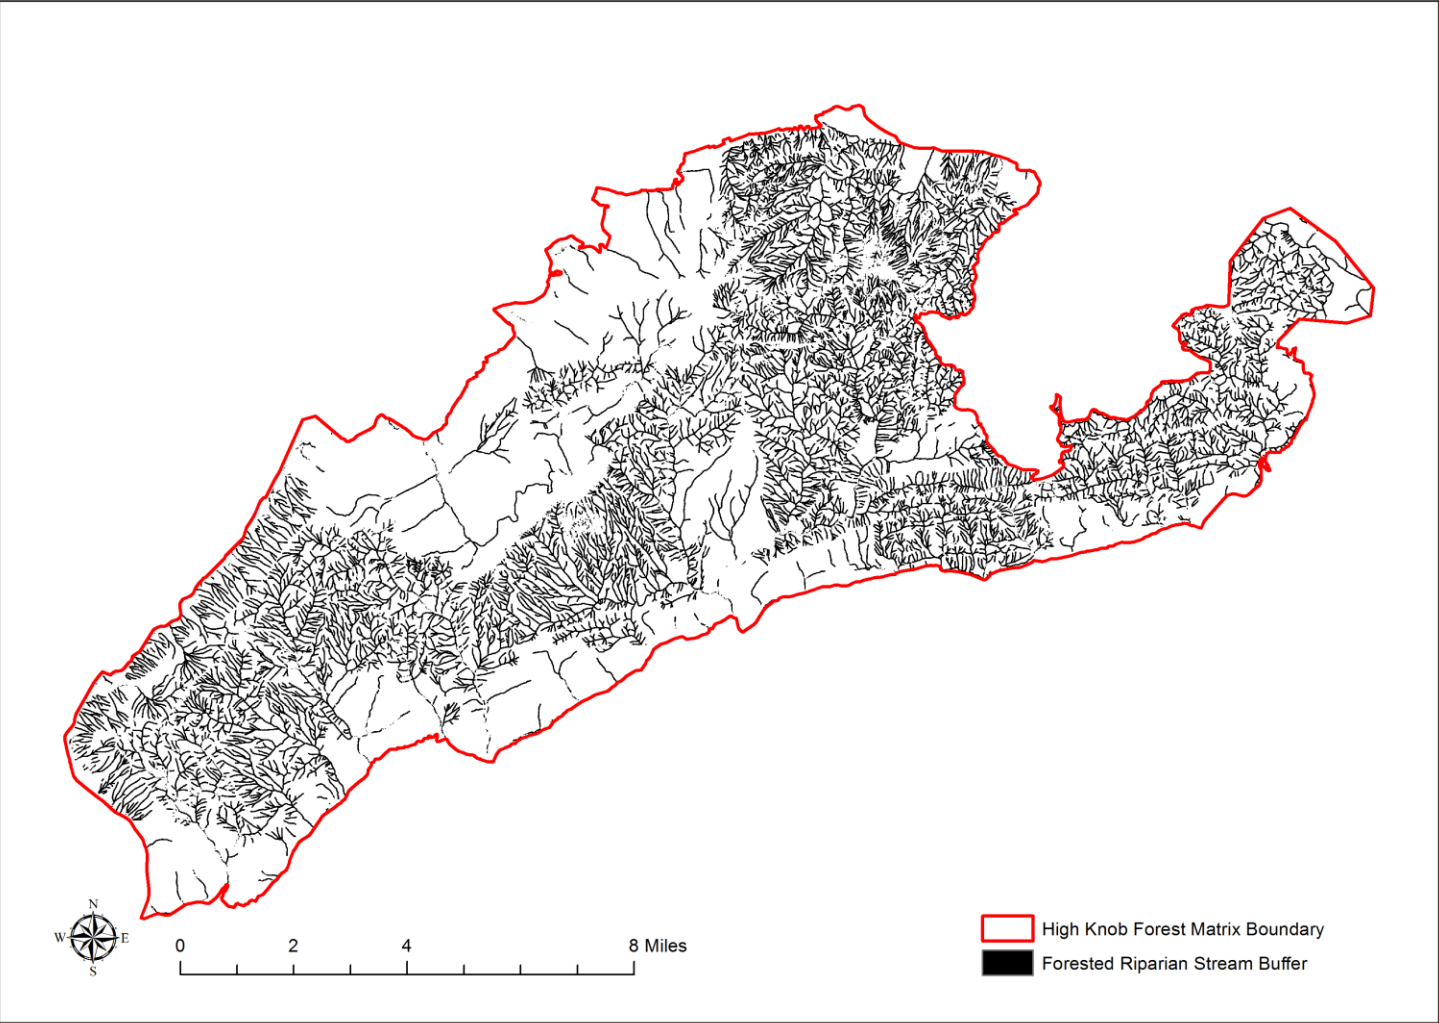 N
W E
S
0 2 4 8 Miles
High Knob Forest Matrix Boundary
Forested Riparian Stream Buffer